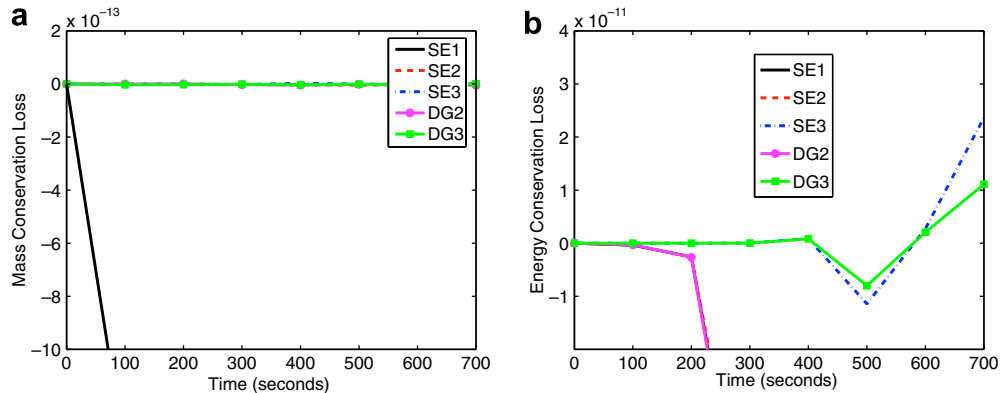 a
x 10−13
2
0
−2
−4
−6
−8
−10
Mass Conservation Loss
0 100 200 300 400 500 600 700
Time (seconds)
SE1
SE2
SE3
DG2
DG3
b
x 10−11
4
3
2
1
0
−1
Energy Conservation Loss
0 100 200 300 400 500 600 700
Time (seconds)
SE1
SE2
SE3
DG2
DG3